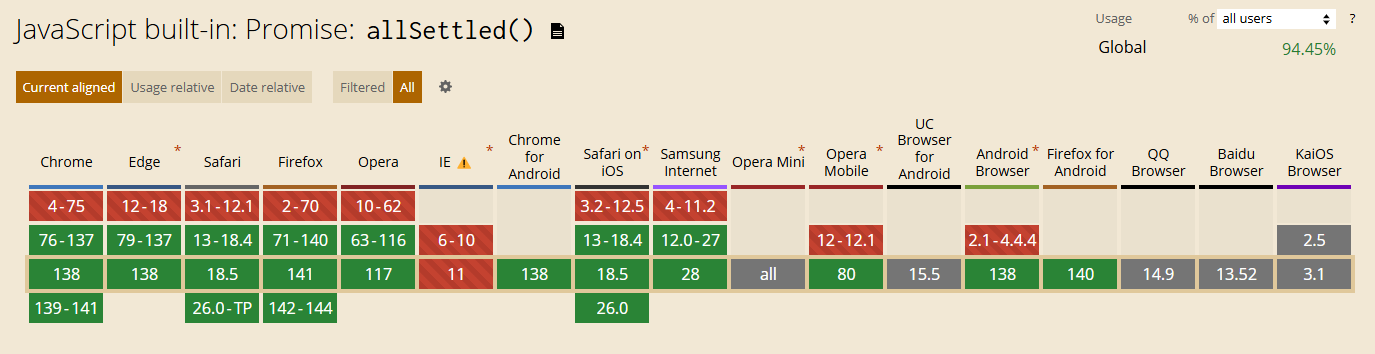 JavaScript built-in: Promise: allSettled()
Usage % of all users ?
Global 94.45%
Current aligned Usage relative Date relative Filtered All
Chrome Edge * Safari Firefox Opera IE * Chrome for Android Safari on iOS * Samsung Internet Opera Mini * Opera Mobile * UC Browser for Android Android Browser * Firefox for Android QQ Browser Baidu Browser KaiOS Browser
4-75 12-18 3.1-12.1 2-70 10-62 3.2-12.5 4-11.2
76-137 79-137 13-18.4 71-140 63-116 6-10 13-18.4 12.0-27 12-12.1 2.1-4.4.4 2.5
138 138 18.5 141 117 11 138 18.5 28 all 80 15.5 138 140 14.9 13.52 3.1
139-141 26.0-TP 142-144 26.0